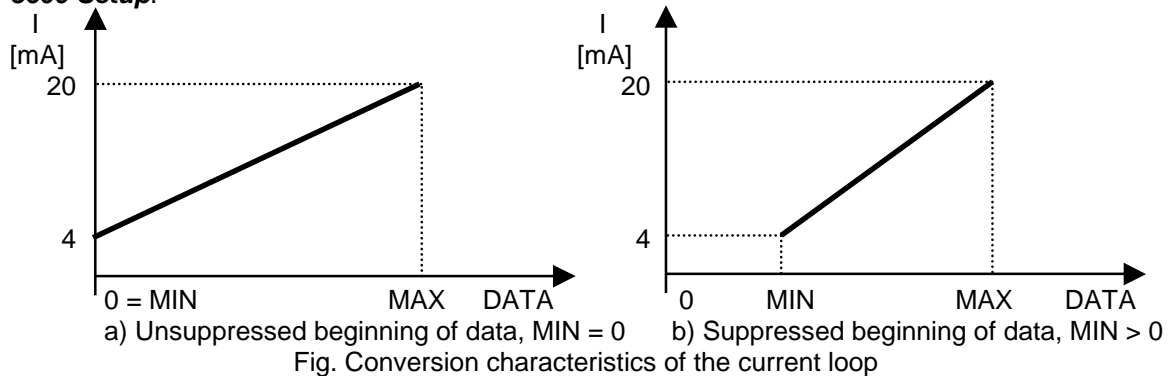 I I
[mA] [mA]
20 20
4 4
0 = MIN MAX DATA 0 MIN MAX DATA
a) Unsuppressed beginning of data, MIN = 0 b) Suppressed beginning of data, MIN > 0
Fig. Conversion characteristics of the current loop